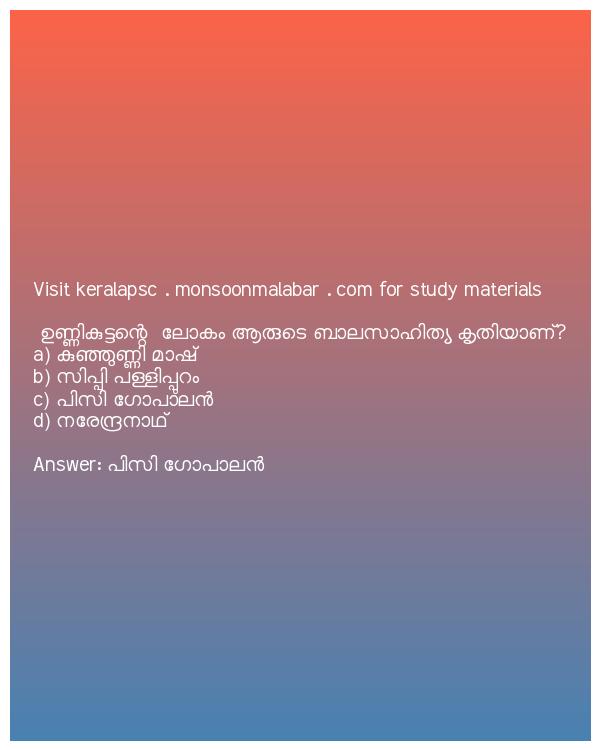 Visit keralapsc . monsoonmalabar . com for study materials
ഉണ്ണികുട്ടന്റെ ലോകം ആരുടെ ബാലസാഹിത്യ കൃതിയാണ്?
a) കുഞ്ഞുണ്ണി മാഷ്
b) സിപ്പി പള്ളിപ്പുറം
c) പിസി ഗോപാലൻ
d) നരേന്ദ്രനാഥ്
Answer: പിസി ഗോപാലൻ